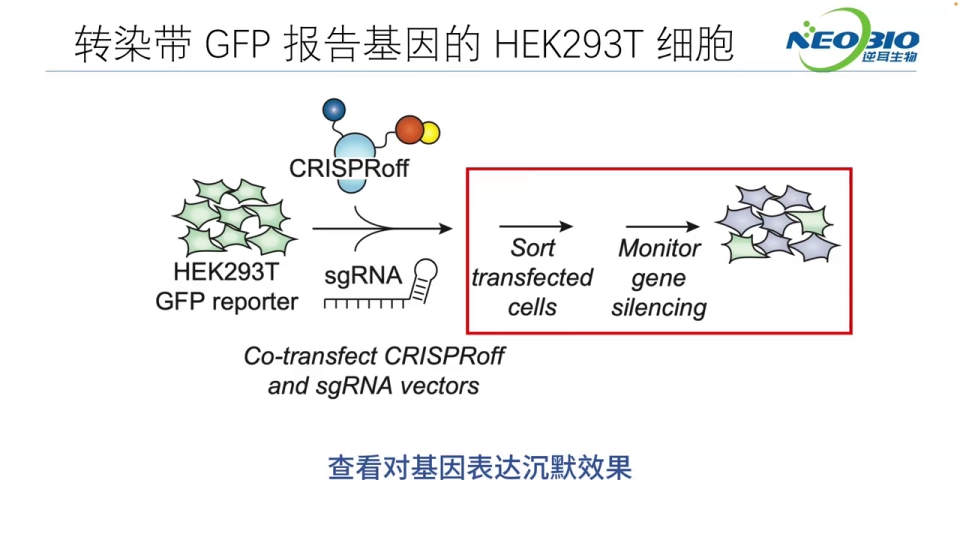 转染带 GFP 报告基因的 HEK293T 细胞
NEOBIO
逆耳生物
CRISPRoff
HEK293T
GFP reporter
sgRNA
Co-transfect CRISPRoff
and sgRNA vectors
Sort
transfected
cells
Monitor
gene
silencing
查看对基因表达沉默效果